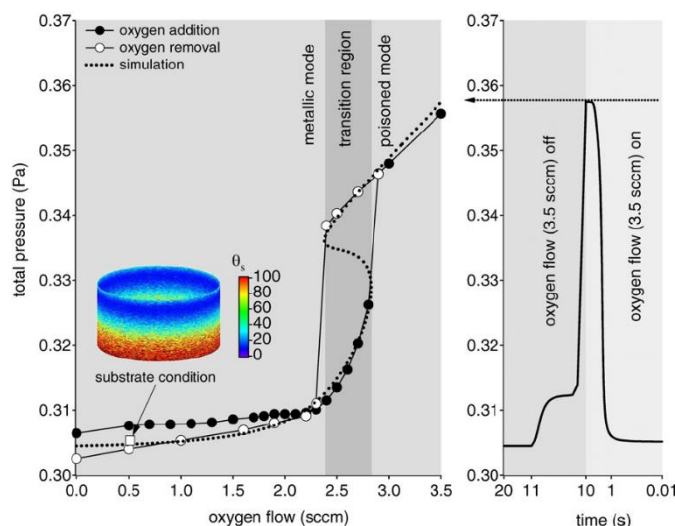 0.37
0.36
0.35
0.34
0.33
0.32
0.31
0.30
total pressure (Pa)
oxygen addition
oxygen removal
simulation
metallic mode
transition region
poisoned mode
θs
100
80
60
40
20
0
substrate condition
0.0 0.5 1.0 1.5 2.0 2.5 3.0 3.5
oxygen flow (sccm)
0.37
0.36
0.35
0.34
0.33
0.32
0.31
0.30
oxygen flow (3.5 sccm) off
oxygen flow (3.5 sccm) on
20 11 10 1 0.01
time (s)